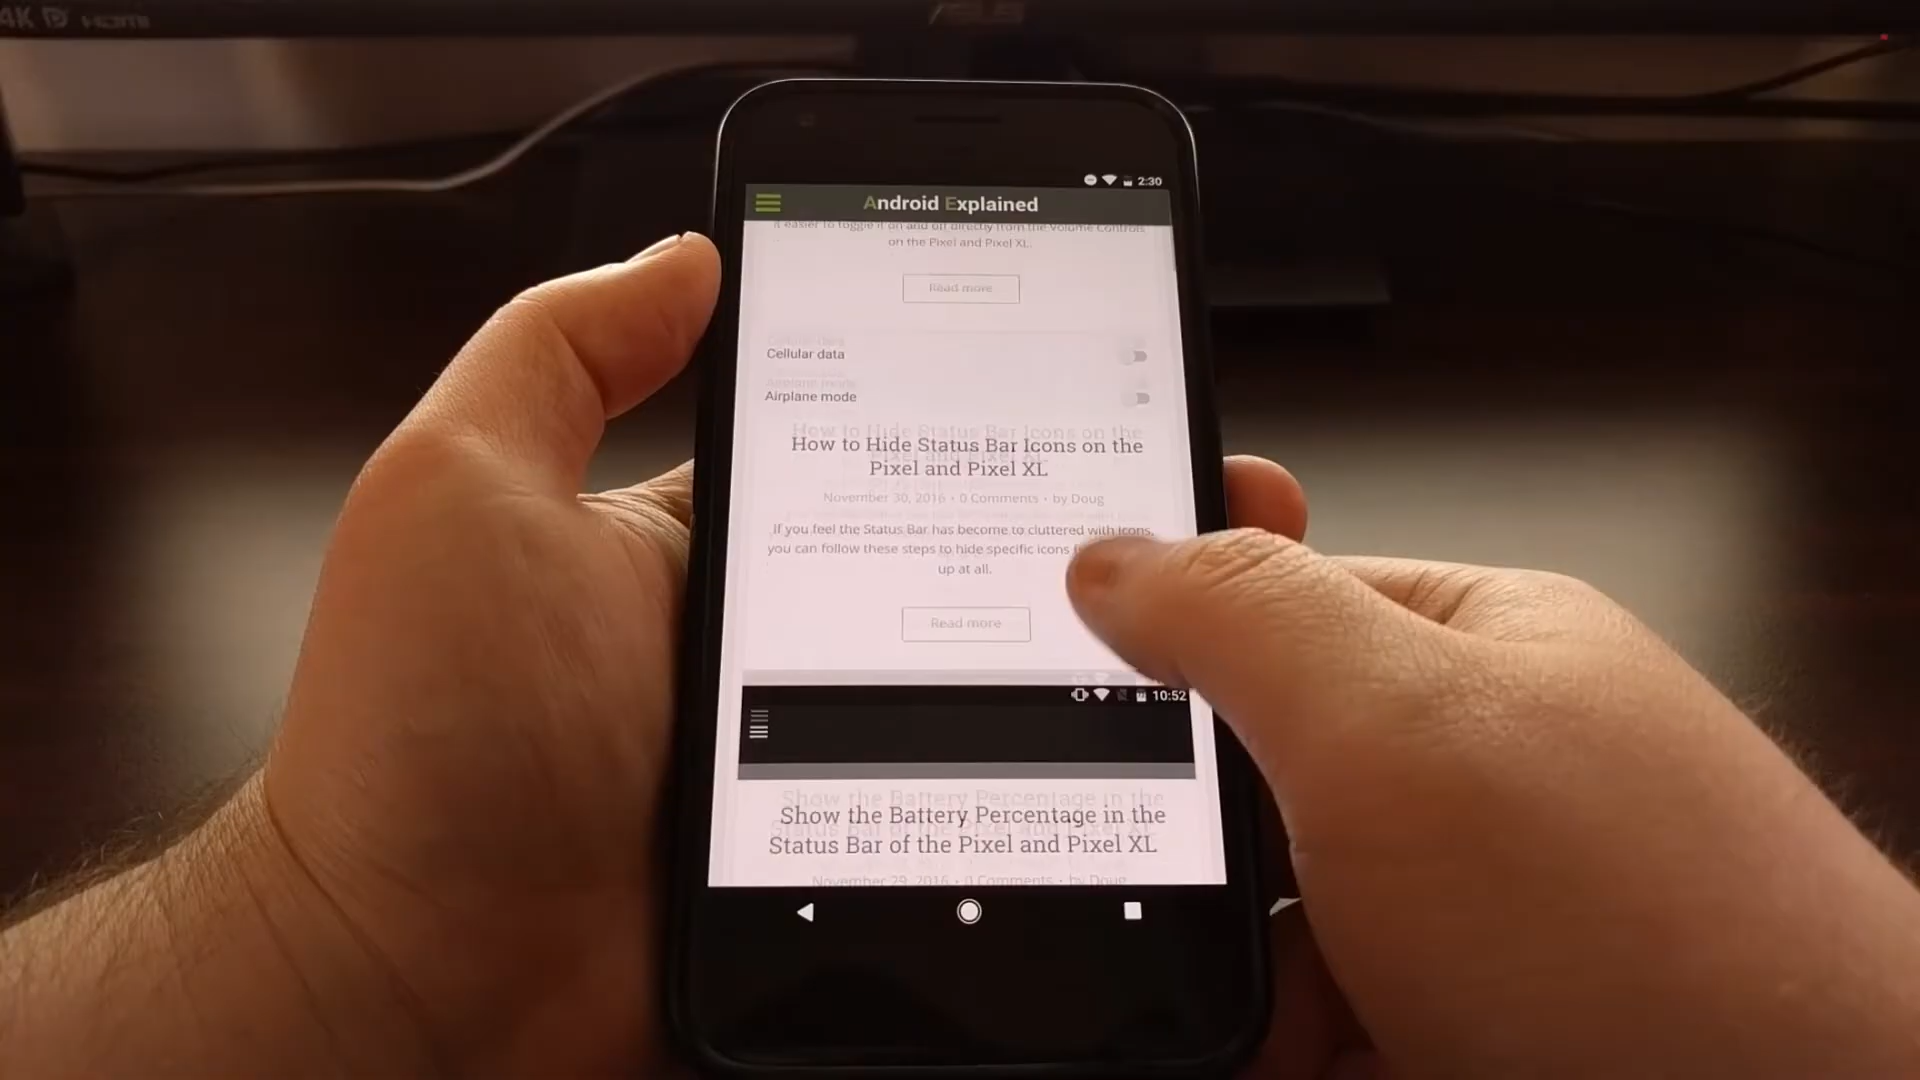 4K HDMI
ASUS
2:30
Android Explained
it easier to toggle it on and off directly from the Volume Controls
on the Pixel and Pixel XL.
Read more
Cellular data
Airplane mode
How to Hide Status Bar Icons on the
Pixel and Pixel XL
November 30, 2016 • 0 Comments • by Doug
If you feel the Status Bar has become to cluttered with icons,
you can follow these steps to hide specific icons
up at all.
Read more
10:52
Show the Battery Percentage in the
Status Bar of the Pixel and Pixel XL
November 29, 2016 • 0 Comments • by Doug